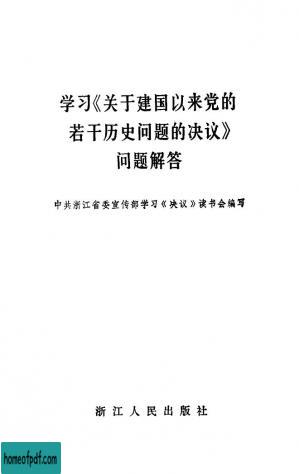 学习《关于建国以来党的
若干历史问题的决议》
问题解答
中共浙江省委宣传部学习《决议》读书会编写
浙江人民出版社
homeofpdf.com